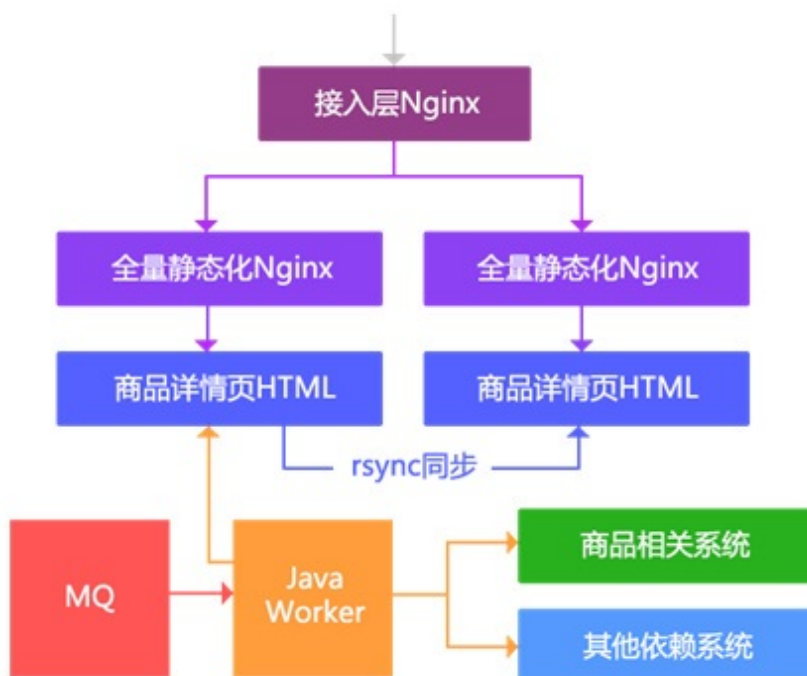 接入层Nginx
全量静态化Nginx
全量静态化Nginx
商品详情页HTML
商品详情页HTML
rsync同步
MQ
Java
Worker
商品相关系统
其他依赖系统